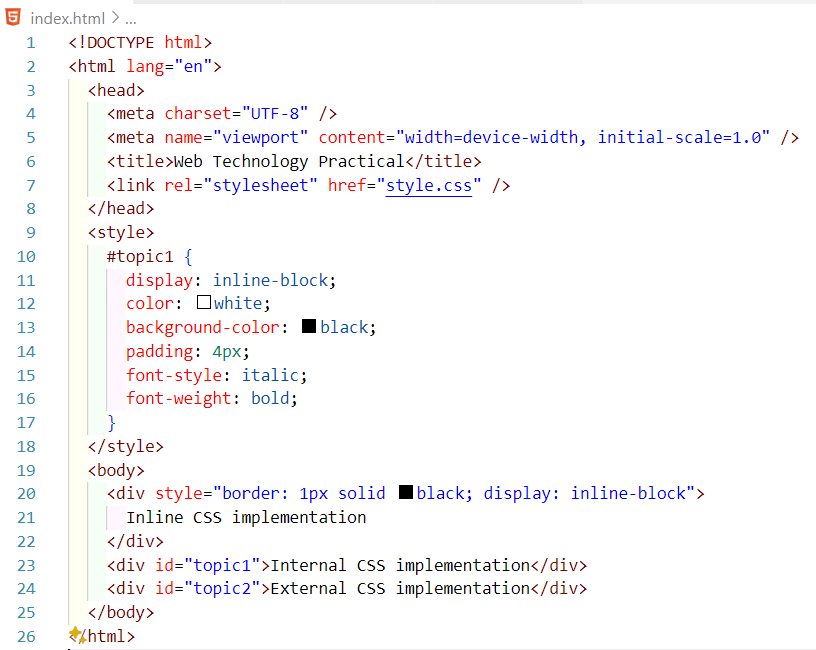 index.html > ...
1 <!DOCTYPE html>
2 <html lang="en">
3   <head>
4     <meta charset="UTF-8" />
5     <meta name="viewport" content="width=device-width, initial-scale=1.0" />
6     <title>Web Technology Practical</title>
7     <link rel="stylesheet" href="style.css" />
8   </head>
9   <style>
10     #topic1 {
11       display: inline-block;
12       color: white;
13       background-color: black;
14       padding: 4px;
15       font-style: italic;
16       font-weight: bold;
17     }
18   </style>
19   <body>
20     <div style="border: 1px solid black; display: inline-block">
21       Inline CSS implementation
22     </div>
23     <div id="topic1">Internal CSS implementation</div>
24     <div id="topic2">External CSS implementation</div>
25   </body>
26 </html>